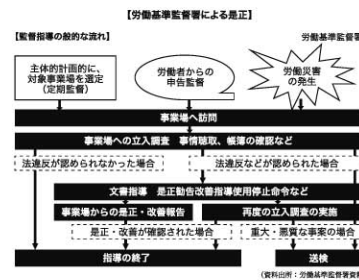 【労働基準監督署による是正】
【監督指導の一般的な流れ】
労働基準監督署
主体的計画的に、
対象事業場を選定
（定期監督）
労働者からの
申告監督
労働災害
の発生
事業場へ訪問
事業場への立入調査 事情聴取、帳簿の確認など
法違反が認められなかった場合
法違反などが認められた場合
文書指導 是正勧告改善指導使用停止命令など
事業場からの是正・改善報告
再度の立入調査の実施
是正・改善が確認された場合
重大・悪質な事案の場合
指導の終了
送検
（資料出所：労働基準監督署資料